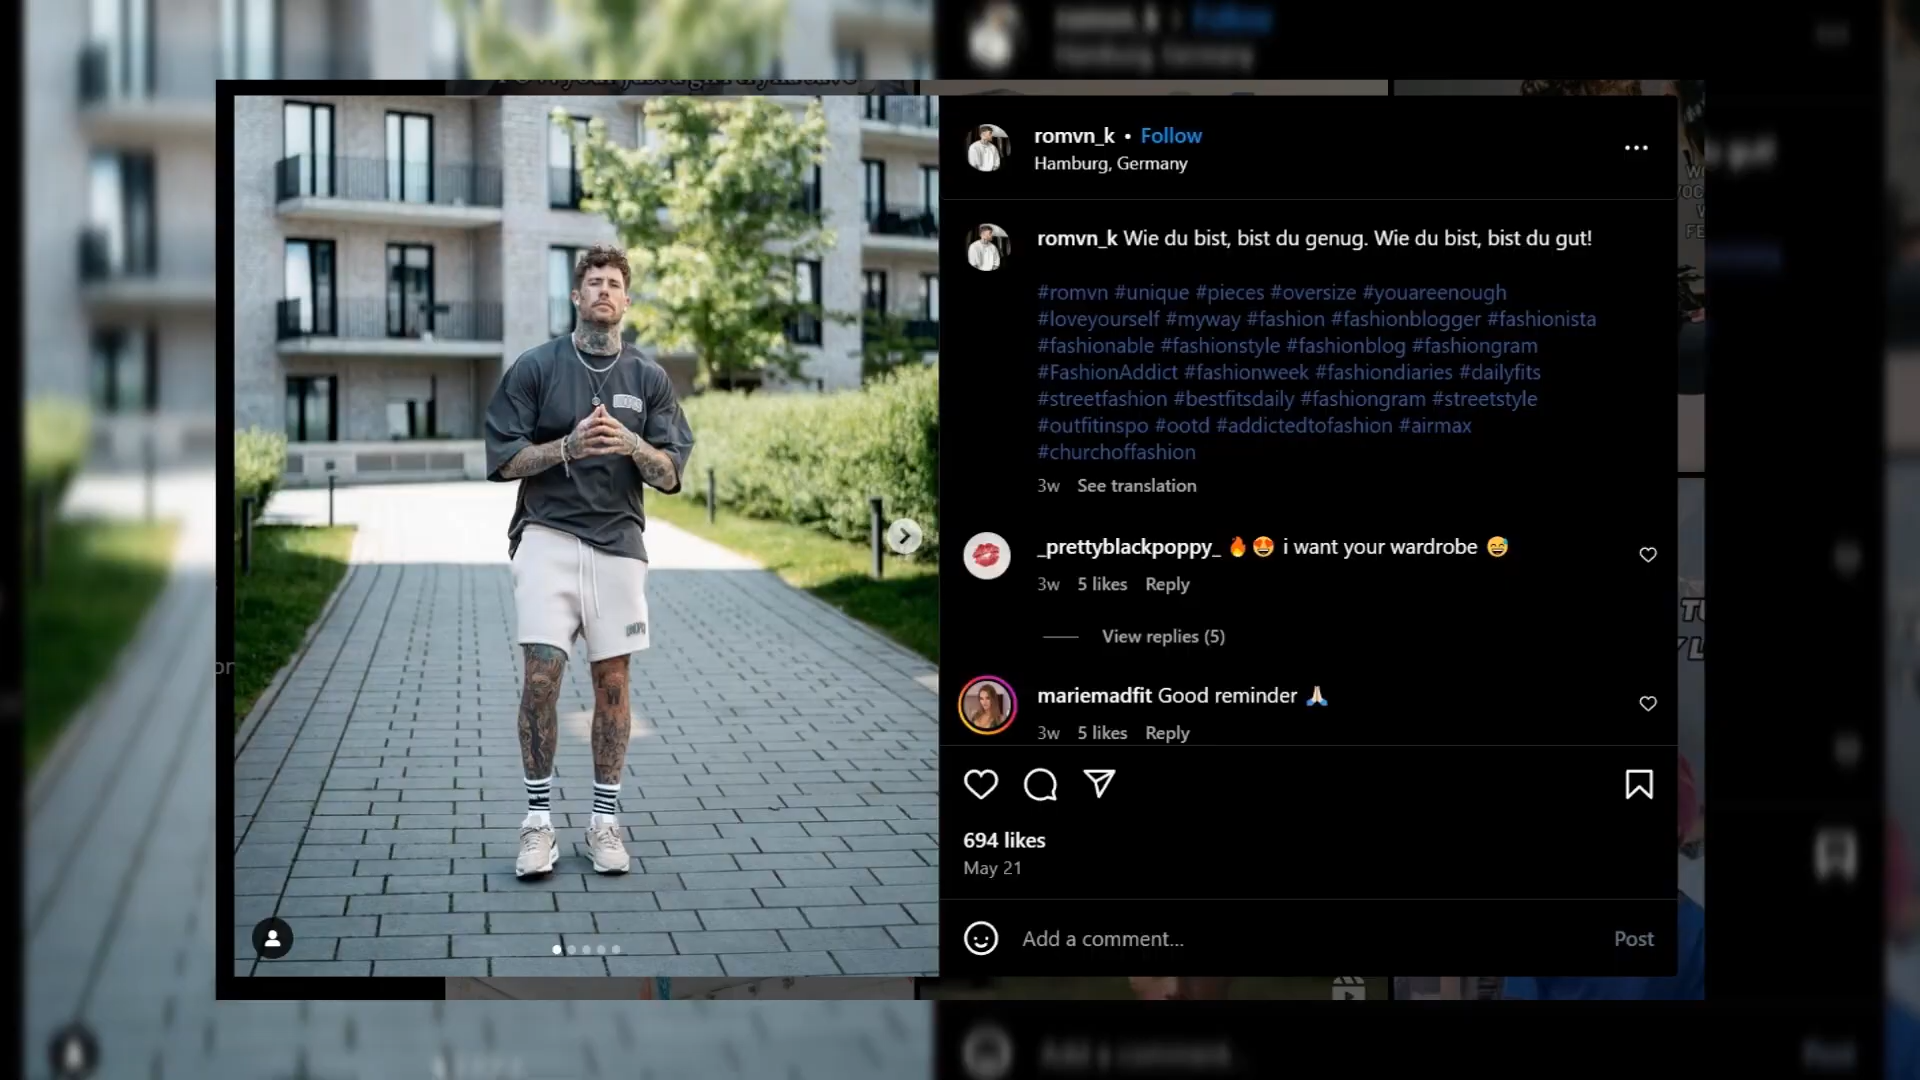 romvn_k • Follow
Hamburg, Germany
romvn_k Wie du bist, bist du genug. Wie du bist, bist du gut!
#romvn #unique #pieces #oversize #youareenough
#loveyourself #myway #fashion #fashionblogger #fashionista
#fashionable #fashionstyle #fashionblog #fashiongram
#FashionAddict #fashionweek #fashiondiaries #dailyfits
#streetfashion #bestfitsdaily #fashiongram #streetstyle
#outfitinspo #ootd #addictedtofashion #airmax
#churchoffashion
3w See translation
_prettyblackpoppy_ 🔥😍 i want your wardrobe 😅
3w 5 likes Reply
View replies (5)
mariemadfit Good reminder 🙏🏻
3w 5 likes Reply
694 likes
May 21
Add a comment...
Post